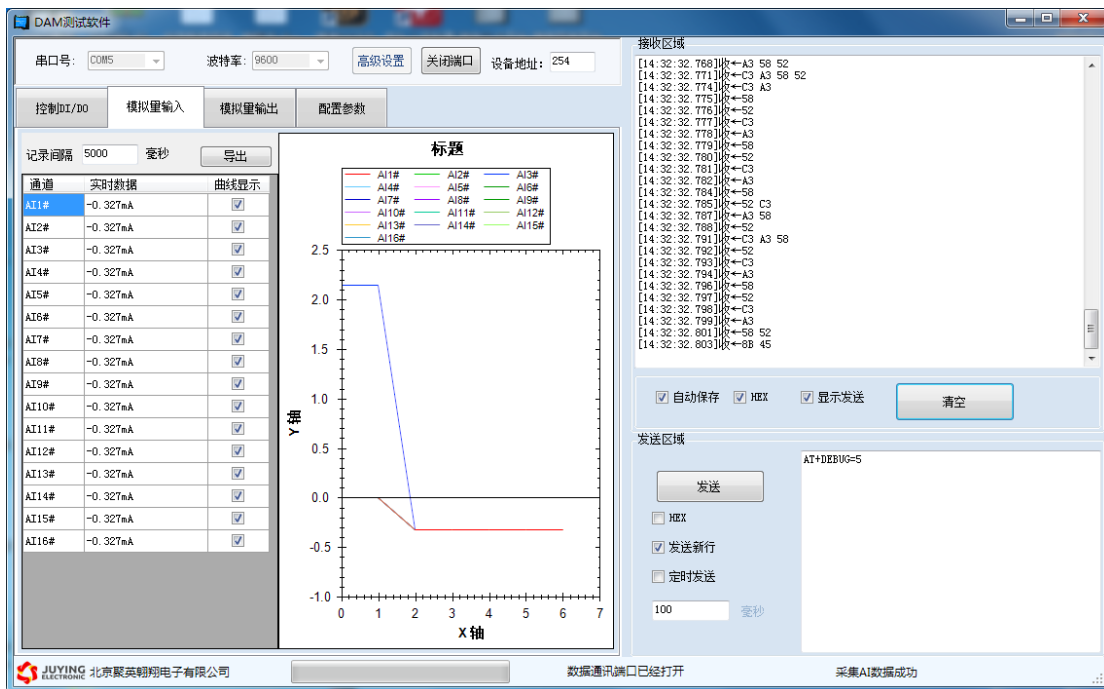 DAM测试软件
串口号: COM5 波特率: 9600 高级设置 关闭端口 设备地址: 254
控制DI/DO 模拟量输入 模拟量输出 配置参数
记录间隔 5000 毫秒 导出
通道 实时数据 曲线显示
AI1# -0.327mA
AI2# -0.327mA
AI3# -0.327mA
AI4# -0.327mA
AI5# -0.327mA
AI6# -0.327mA
AI7# -0.327mA
AI8# -0.327mA
AI9# -0.327mA
AI10# -0.327mA
AI11# -0.327mA
AI12# -0.327mA
AI13# -0.327mA
AI14# -0.327mA
AI15# -0.327mA
AI16# -0.327mA
标题
AI1# AI2# AI3#
AI4# AI5# AI6#
AI7# AI8# AI9#
AI10# AI11# AI12#
AI13# AI14# AI15#
AI16#
2.5
2.0
1.5
1.0
0.5
0.0
-0.5
-1.0
Y 轴
0 1 2 3 4 5 6 7
X 轴
接收区域
[14:32:32.768]收←A3 58 52
[14:32:32.771]收←C3 A3 58 52
[14:32:32.774]收←C3 A3
[14:32:32.775]收←58
[14:32:32.776]收←52
[14:32:32.777]收←C3
[14:32:32.778]收←A3
[14:32:32.779]收←58
[14:32:32.780]收←52
[14:32:32.781]收←C3
[14:32:32.782]收←A3
[14:32:32.784]收←58
[14:32:32.785]收←52 C3
[14:32:32.787]收←A3 58
[14:32:32.788]收←52
[14:32:32.791]收←C3 A3 58
[14:32:32.792]收←52
[14:32:32.793]收←C3
[14:32:32.794]收←A3
[14:32:32.796]收←58
[14:32:32.797]收←52
[14:32:32.798]收←C3
[14:32:32.799]收←A3
[14:32:32.801]收←58 52
[14:32:32.803]收←8B 45
自动保存 HEX 显示发送 清空
发送区域
AT+DEBUG=5
发送
HEX
发送新行
定时发送
100 毫秒
JUYING ELECTRONIC 北京聚英翱翔电子有限公司 数据通讯端口已经打开 采集AI数据成功